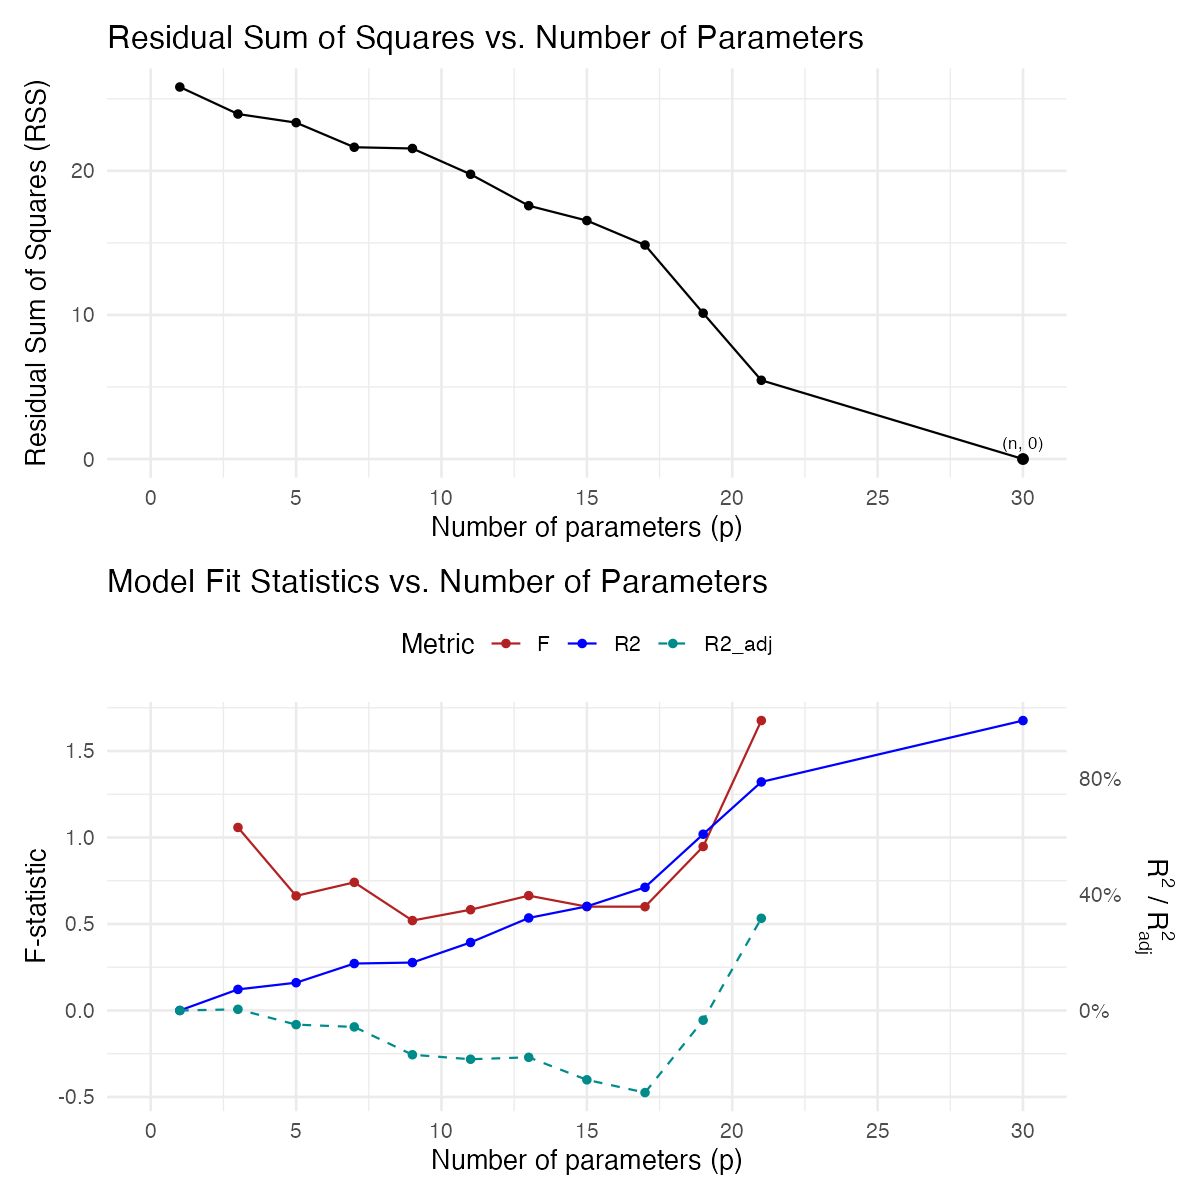 Residual Sum of Squares vs. Number of Parameters
Residual Sum of Squares (RSS)
20
10
0
(n, 0)
0 5 10 15 20 25 30
Number of parameters (p)
Model Fit Statistics vs. Number of Parameters
Metric F R2 R2_adj
F-statistic
1.5
1.0
0.5
0.0
-0.5
80%
40%
0%
R² / R²adj
0 5 10 15 20 25 30
Number of parameters (p)